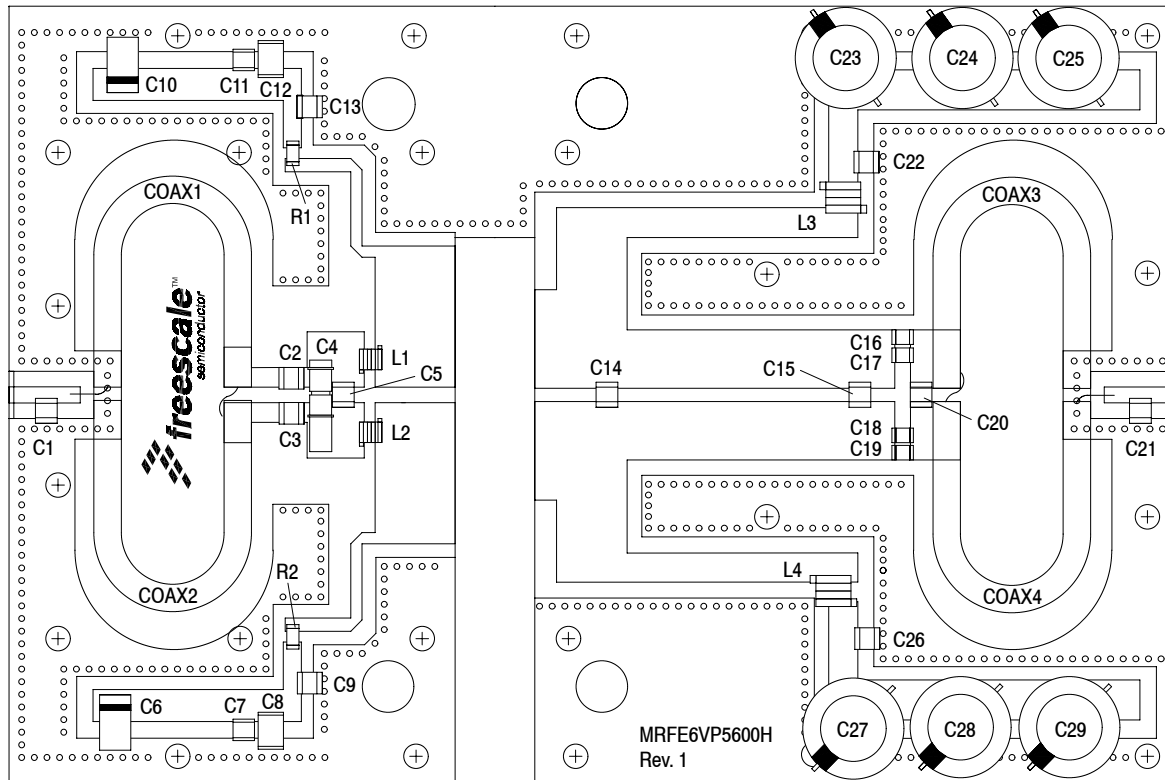 C23
C24
C25
C10
C11
C12
C13
C22
COAX1
R1
L3
COAX3
freescale™
semiconductor
C2
C4
L1
C5
C14
C15
C16
C17
C1
C3
L2
C18
C19
C20
C21
R2
L4
COAX2
COAX4
C26
C6
C7
C8
C9
C27
C28
C29
MRFE6VP5600H
Rev. 1